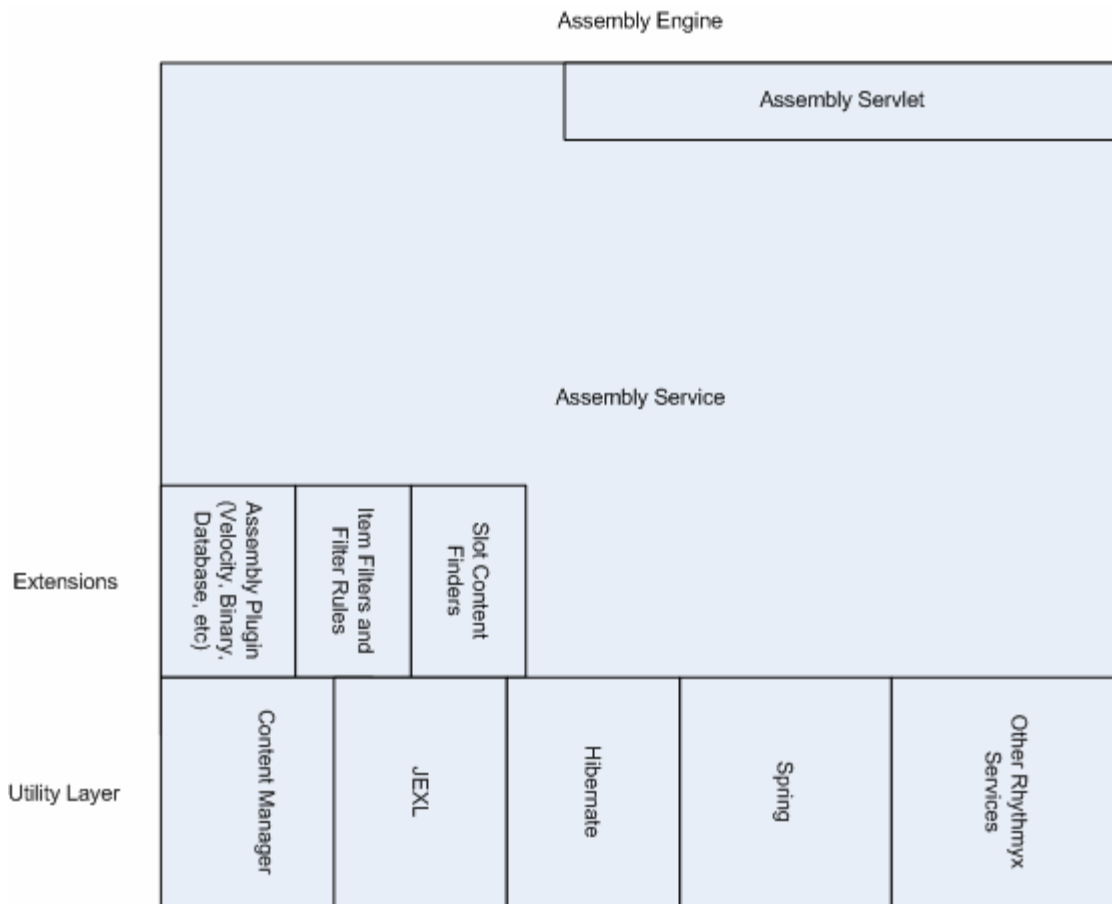 Assembly Engine
Assembly Servlet
Assembly Service
Extensions
Assembly Plugin
(Velocity, Binary,
Database, etc)
Item Filters and
Filter Rules
Slot Content
Finders
Utility Layer
Content Manager
JEXL
Hibernate
Spring
Other Rhythmyx
Services